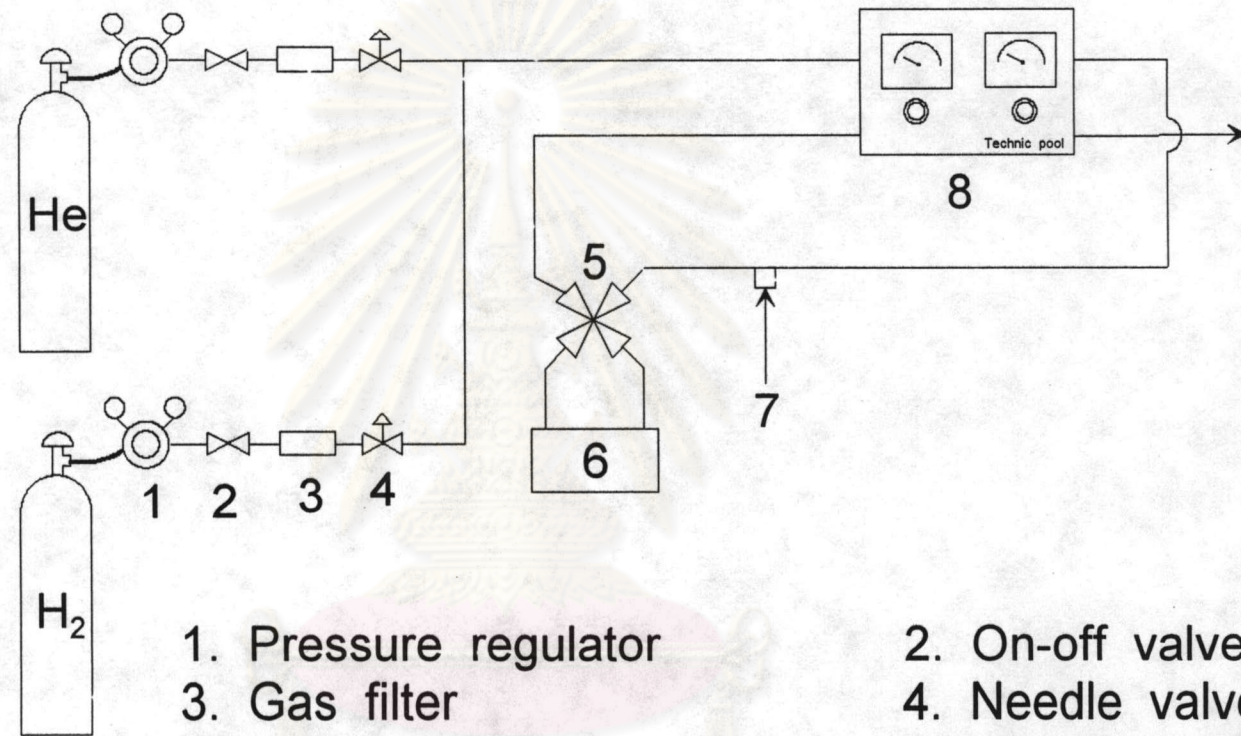 Technic pool
8
He
5
7
6
1 2 3 4
H₂
1. Pressure regulator 2. On-off valve
3. Gas filter 4. Needle valve